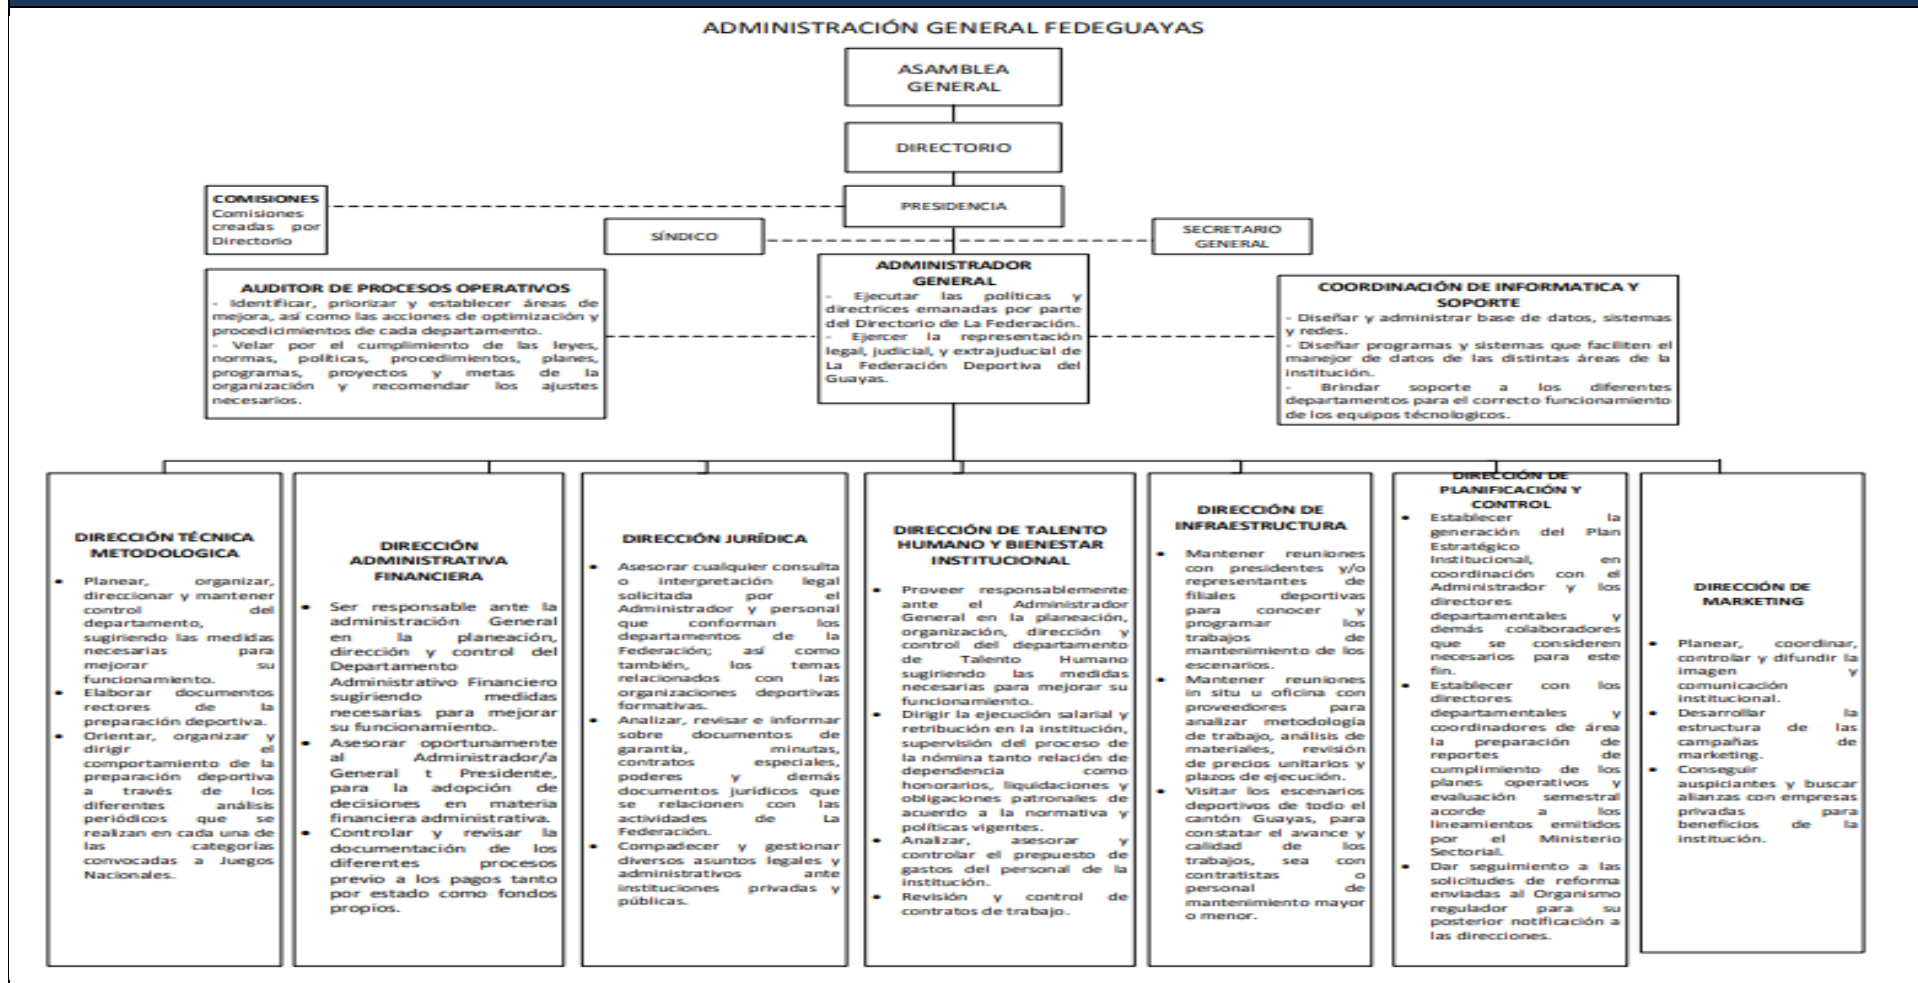 ADMINISTRACIÓN GENERAL FEDEGUAYAS
ASAMBLEA
GENERAL
DIRECTORIO
PRESIDENCIA
COMISIONES
Comisiones
creadas por
Directorio
SÍNDICO
SECRETARIO
GENERAL
AUDITOR DE PROCESOS OPERATIVOS
- Identificar, priorizar y establecer áreas de
mejora, así como las acciones de optimización y
procedicimientos de cada departamento.
- Velar por el cumplimiento de las leyes,
normas, políticas, procedimientos, planes,
programas, proyectos y metas de la
organización y recomendar los ajustes
necesarios.
ADMINISTRADOR
GENERAL
- Ejecutar las políticas y
directrices emanadas por parte
del Directorio de La Federación.
- Ejercer la representación
legal, judicial, y extrajuducial de
La Federación Deportiva del
Guayas.
COORDINACIÓN DE INFORMATICA Y
SOPORTE
- Diseñar y administrar base de datos, sistemas
y redes.
- Diseñar programas y sistemas que faciliten el
manejor de datos de las distintas áreas de la
institución.
- Brindar soporte a los diferentes
departamentos para el correcto funcionamiento
de los equipos técnologicos.
DIRECCIÓN TÉCNICA
METODOLOGICA
• Planear, organizar,
direccionar y mantener
control del
departamento,
sugiriendo las medidas
necesarias para
mejorar su
funcionamiento.
• Elaborar documentos
rectores de la
preparación deportiva.
• Orientar, organizar y
dirigir el
comportamiento de la
preparación deportiva
a través de los
diferentes análisis
periódicos que se
realizan en cada una de
las categorías
convocadas a Juegos
Nacionales.
DIRECCIÓN
ADMINISTRATIVA
FINANCIERA
• Ser responsable ante la
administración General
en la planeación,
dirección y control del
Departamento
Administrativo Financiero
sugiriendo medidas
necesarias para mejorar
su funcionamiento.
• Asesorar oportunamente
al Administrador/a
General t Presidente,
para la adopción de
decisiones en materia
financiera administrativa.
• Controlar y revisar la
documentación de los
diferentes procesos
previo a los pagos tanto
por estado como fondos
propios.
DIRECCIÓN JURÍDICA
• Asesorar cualquier consulta
o interpretación legal
solicitada por el
Administrador y personal
que conforman los
departamentos de la
Federación; así como
también, los temas
relacionados con las
organizaciones deportivas
formativas.
• Analizar, revisar e informar
sobre documentos de
garantía, minutas,
contratos especiales,
poderes y demás
documentos jurídicos que
se relacionen con las
actividades de La
Federación.
• Compadecer y gestionar
diversos asuntos legales y
administrativos ante
instituciones privadas y
públicas.
DIRECCIÓN DE TALENTO
HUMANO Y BIENESTAR
INSTITUCIONAL
• Proveer responsablemente
ante el Administrador
General en la planeación,
organización, dirección y
control del departamento
de Talento Humano
sugiriendo las medidas
necesarias para mejorar su
funcionamiento.
• Dirigir la ejecución salarial y
retribución en la institución,
supervisión del proceso de
la nómina tanto relación de
dependencia como
honorarios, liquidaciones y
obligaciones patronales de
acuerdo a la normativa y
políticas vigentes.
• Analizar, asesorar y
controlar el prepuesto de
gastos del personal de la
institución.
• Revisión y control de
contratos de trabajo.
DIRECCIÓN DE
INFRAESTRUCTURA
• Mantener reuniones
con presidentes y/o
representantes de
filiales deportivas
para conocer y
programar los
trabajos de
mantenimiento de los
escenarios.
• Mantener reuniones
in situ u oficina con
proveedores para
analizar metodología
de trabajo, análisis de
materiales, revisión
de precios unitarios y
plazos de ejecución.
• Visitar los escenarios
deportivos de todo el
cantón Guayas, para
constatar el avance y
calidad de los
trabajos, sea con
contratistas o
personal de
mantenimiento mayor
o menor.
DIRECCIÓN DE
PLANIFICACIÓN Y
CONTROL
• Establecer la
generación del Plan
Estratégico
Institucional, en
coordinación con el
Administrador y los
directores
departamentales y
demás colaboradores
que se consideren
necesarios para este
fin.
• Establecer con los
directores
departamentales y
coordinadores de área
la preparación de
reportes de
cumplimiento de los
planes operativos y
evaluación semestral
acorde a los
lineamientos emitidos
por el Ministerio
Sectorial.
• Dar seguimiento a las
solicitudes de reforma
enviadas al Organismo
regulador para su
posterior notificación a
las direcciones.
DIRECCIÓN DE
MARKETING
• Planear, coordinar,
controlar y difundir la
imagen y
comunicación
institucional.
• Desarrollar la
estructura de las
campañas de
marketing.
• Conseguir
auspiciantes y buscar
alianzas con empresas
privadas para
beneficios de la
institución.